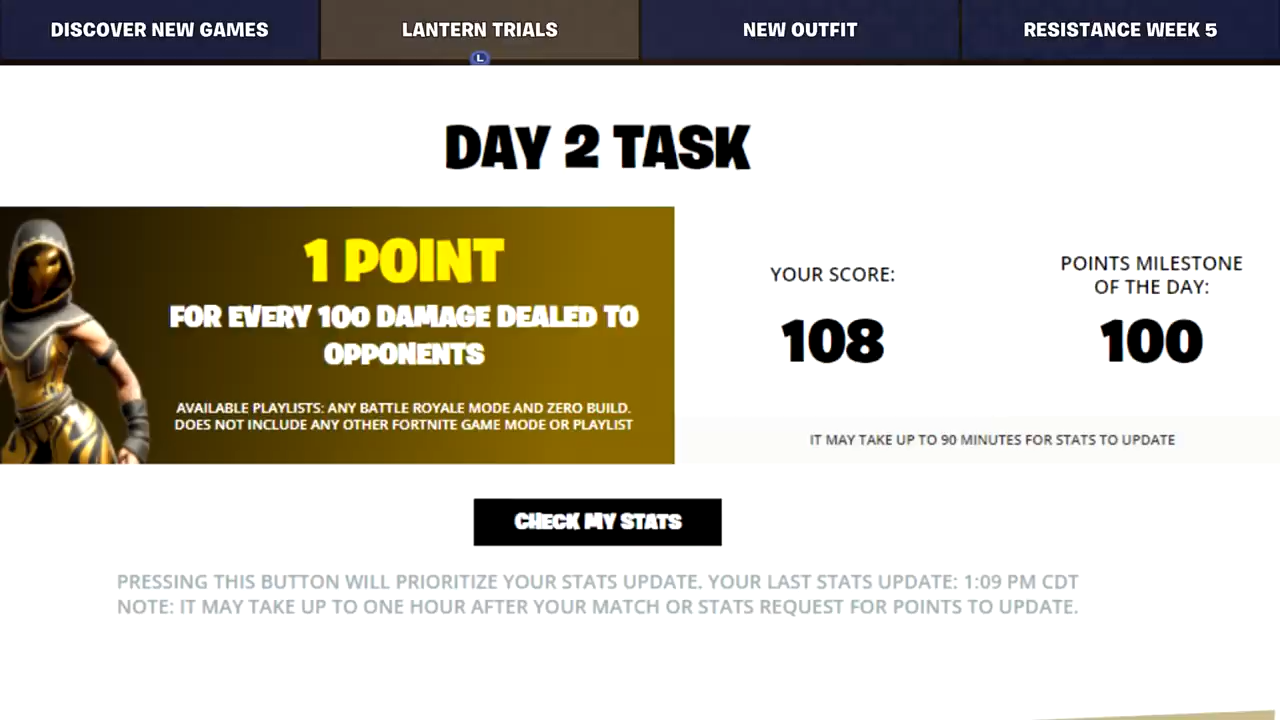 DISCOVER NEW GAMES
LANTERN TRIALS
NEW OUTFIT
RESISTANCE WEEK 5
L
DAY 2 TASK
1 POINT
FOR EVERY 100 DAMAGE DEALED TO
OPPONENTS
AVAILABLE PLAYLISTS: ANY BATTLE ROYALE MODE AND ZERO BUILD.
DOES NOT INCLUDE ANY OTHER FORTNITE GAME MODE OR PLAYLIST
YOUR SCORE:
108
POINTS MILESTONE
OF THE DAY:
100
IT MAY TAKE UP TO 90 MINUTES FOR STATS TO UPDATE
CHECK MY STATS
PRESSING THIS BUTTON WILL PRIORITIZE YOUR STATS UPDATE. YOUR LAST STATS UPDATE: 1:09 PM CDT
NOTE: IT MAY TAKE UP TO ONE HOUR AFTER YOUR MATCH OR STATS REQUEST FOR POINTS TO UPDATE.